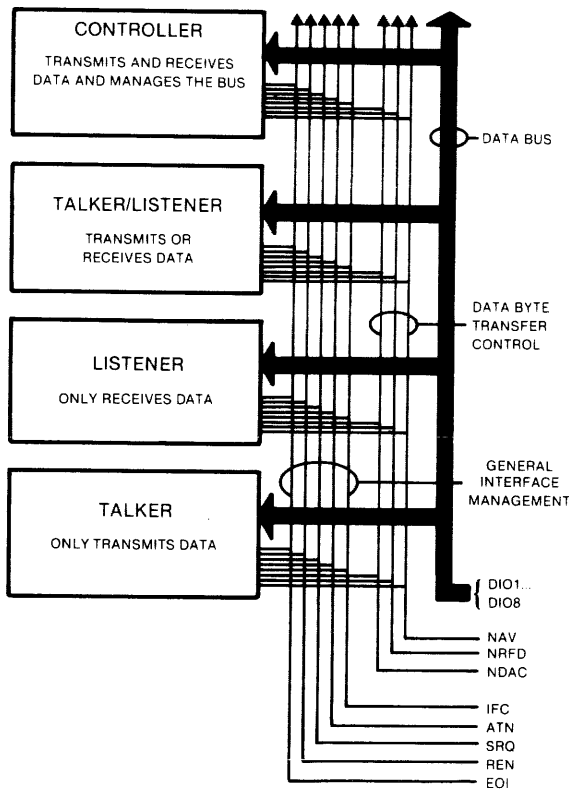 CONTROLLER
TRANSMITS AND RECEIVES
DATA AND MANAGES THE BUS
DATA BUS
TALKER/LISTENER
TRANSMITS OR
RECEIVES DATA
DATA BYTE
TRANSFER
CONTROL
LISTENER
ONLY RECEIVES DATA
GENERAL
INTERFACE
MANAGEMENT
TALKER
ONLY TRANSMITS DATA
DIO1...
DIO8
NAV
NRFD
NDAC
IFC
ATN
SRQ
REN
EOI